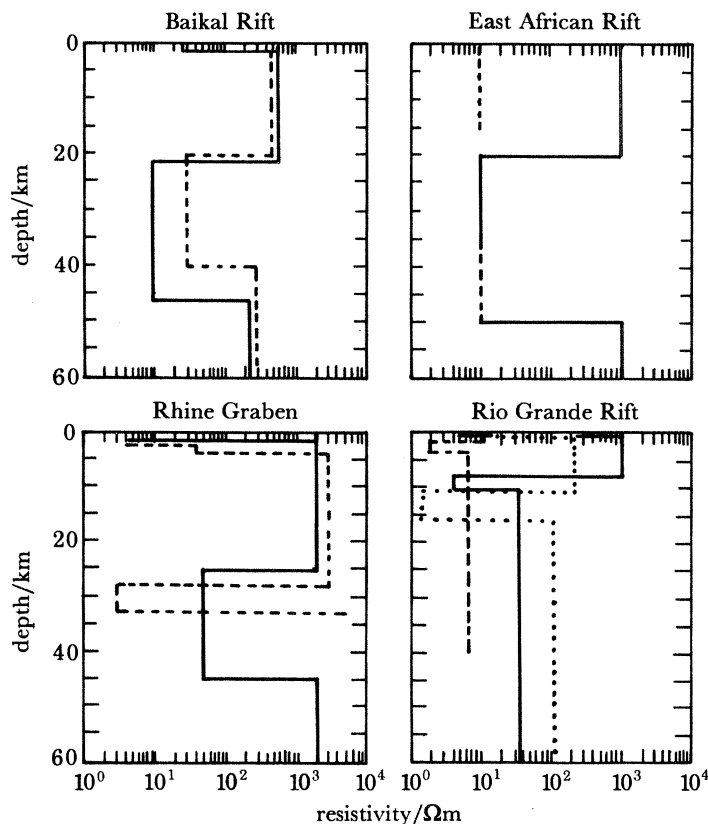 Baikal Rift
East African Rift
0
20
40
60
depth/km
Rhine Graben
Rio Grande Rift
0
20
40
60
depth/km
10⁰ 10¹ 10² 10³ 10⁴ 10⁰ 10¹ 10² 10³ 10⁴
resistivity/Ωm